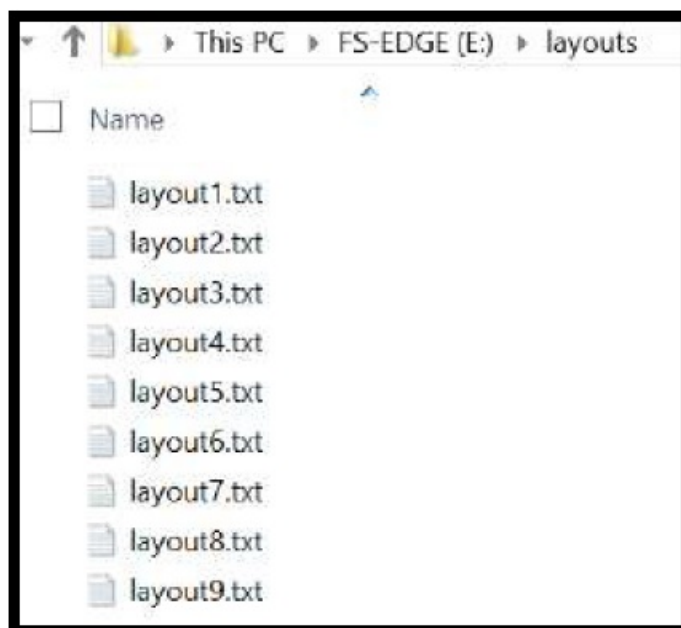 This PC FS-EDGE (E:) layouts
Name
layout1.txt
layout2.txt
layout3.txt
layout4.txt
layout5.txt
layout6.txt
layout7.txt
layout8.txt
layout9.txt